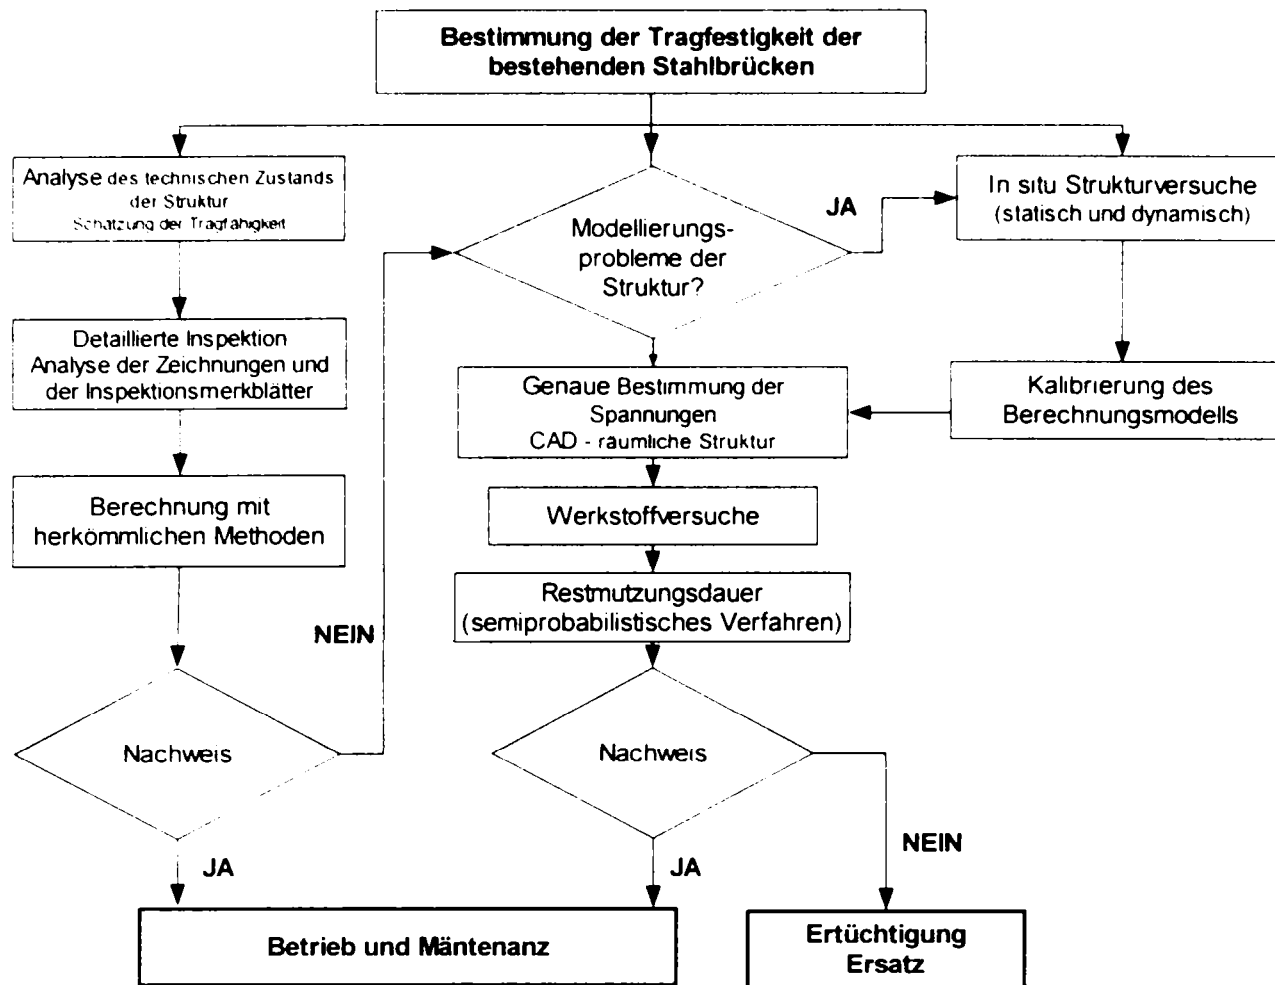 Bestimmung der Tragfestigkeit der
bestehenden Stahlbrücken
Analyse des technischen Zustands
der Struktur
Schätzung der Tragfähigkeit
Modellierungs-
probleme der
Struktur?
JA
In situ Strukturversuche
(statisch und dynamisch)
Detaillierte Inspektion
Analyse der Zeichnungen und
der Inspektionsmerkblätter
Genaue Bestimmung der
Spannungen
CAD - räumliche Struktur
Kalibrierung des
Berechnungsmodells
Berechnung mit
herkömmlichen Methoden
Werkstoffversuche
Restmutzungsdauer
(semiprobabilistisches Verfahren)
NEIN
Nachweis
Nachweis
NEIN
JA
JA
Betrieb und Mäntenanz
Ertüchtigung
Ersatz